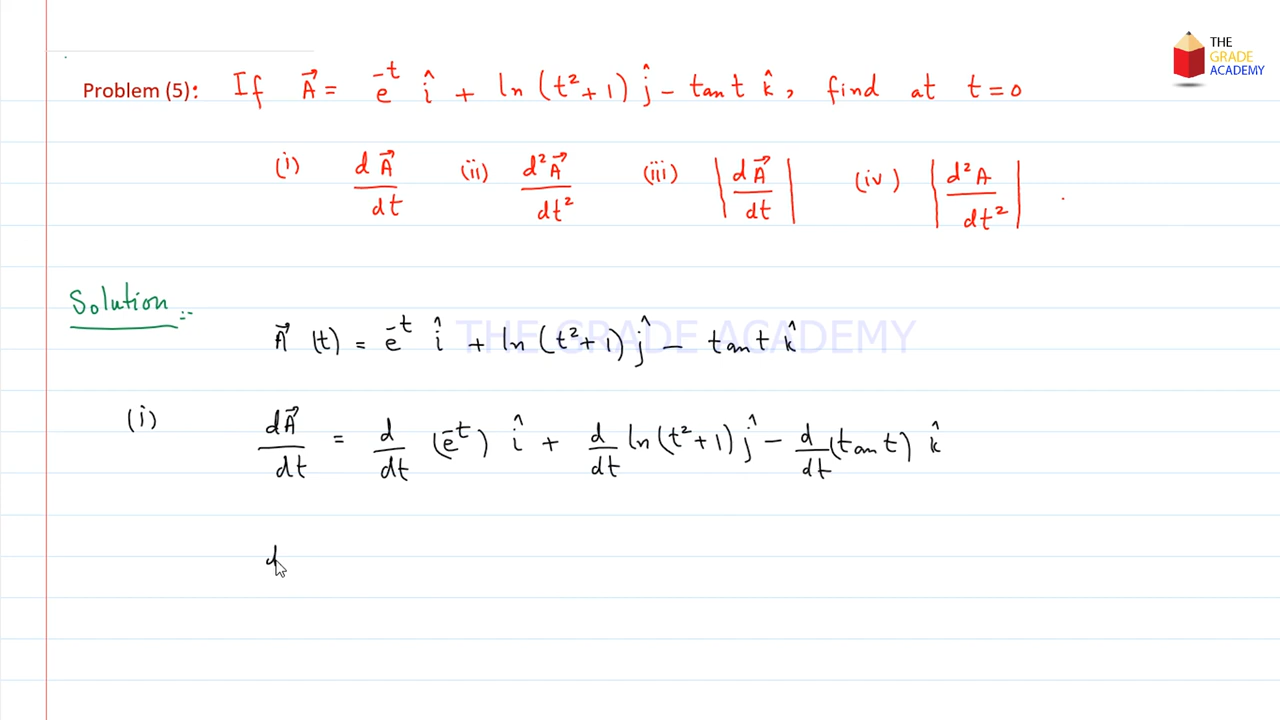 THE
GRADE
ACADEMY
Problem (5): If A⃗ = e^{-t} î + ln (t² + 1) ĵ - tan t k̂, find at t = 0
(i) dA⃗/dt (ii) d²A⃗/dt² (iii) |dA⃗/dt| (iv) |d²A/dt²| .
Solution :-
THE GRADE ACADEMY
A⃗ (t) = e^{-t} î + ln (t² + 1) ĵ - tan t k̂
(i) dA⃗/dt = d/dt (e^{-t}) î + d/dt ln (t² + 1) ĵ - d/dt (tan t) k̂